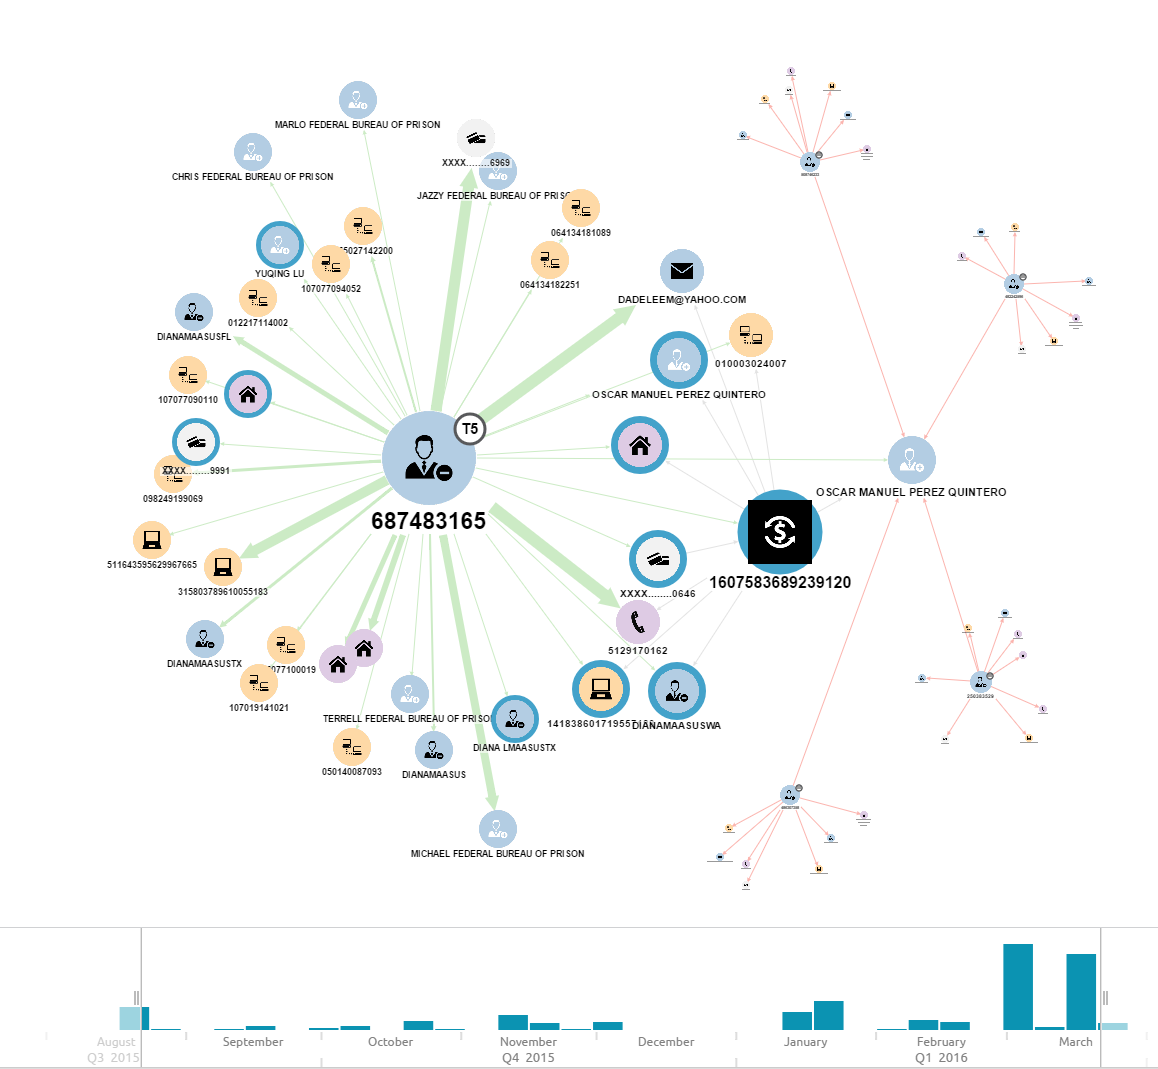 MARLO FEDERAL BUREAU OF PRISON
XXXX........6969
CHRIS FEDERAL BUREAU OF PRISON
JAZZY FEDERAL BUREAU OF PRISO
064134181089
5027142200
YUQING LU
107077094052
064134182251
DADELEEM@YAHOO.COM
012217114002
DIANAMAASUSFL
010003024007
107077090110
OSCAR MANUEL PEREZ QUINTERO
T5
XXXX........9991
098249199069
OSCAR MANUEL PEREZ QUINTERO
687483165
511643595629967665
315803789610055183
1607583689239120
XXXX........0646
5129170162
DIANAMAASUSTX
077100019
107019141021
TERRELL FEDERAL BUREAU OF PRISON
14183860171955
DIANAMAASUSWA
DIANA LMAASUSTX
050140087093
DIANAMAASUS
MICHAEL FEDERAL BUREAU OF PRISON
August
September
October
November
December
January
February
March
Q3 2015
Q4 2015
Q1 2016